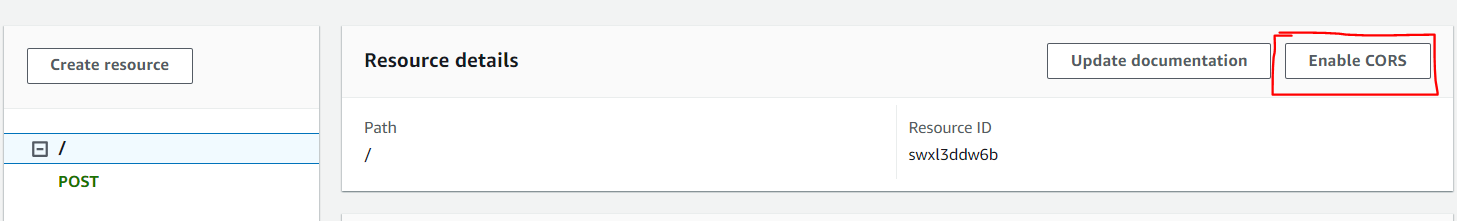 Create resource
/
POST
Resource details
Update documentation
Enable CORS
Path
/
Resource ID
swxl3ddw6b